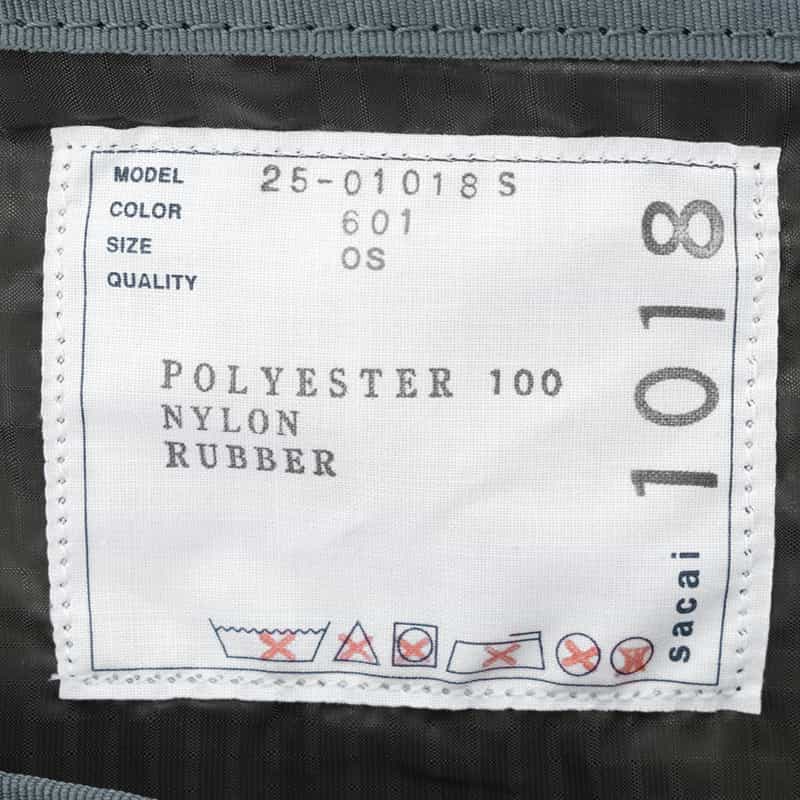 MODEL 25-01018S
COLOR 601
SIZE OS
QUALITY
POLYESTER 100
NYLON
RUBBER
1018
sacai